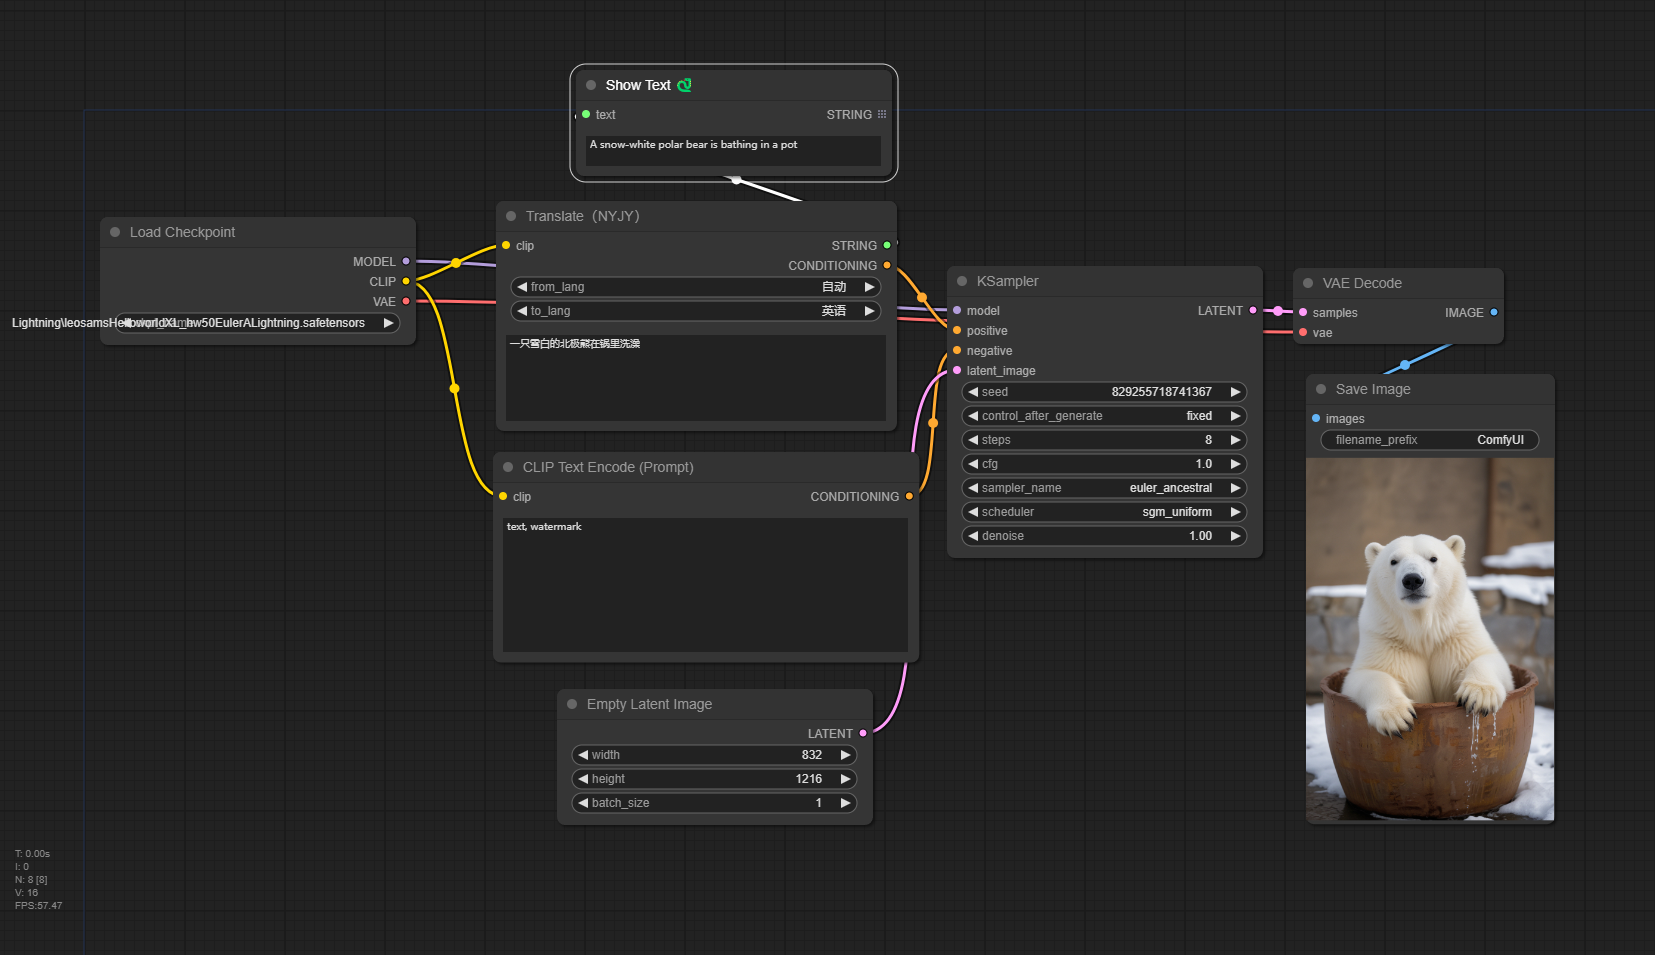 Show Text
text
STRING
A snow-white polar bear is bathing in a pot
Load Checkpoint
MODEL
CLIP
VAE
Lightning\leosamsHelloworldXL_hw50EulerALightning.safetensors
Translate（NYJY）
clip
STRING
CONDITIONING
from_lang
自动
to_lang
英语
一只雪白的北极熊在锅里洗澡
CLIP Text Encode (Prompt)
clip
CONDITIONING
text, watermark
Empty Latent Image
LATENT
width
832
height
1216
batch_size
1
KSampler
model
LATENT
positive
negative
latent_image
seed
829255718741367
control_after_generate
fixed
steps
8
cfg
1.0
sampler_name
euler_ancestral
scheduler
sgm_uniform
denoise
1.00
VAE Decode
samples
IMAGE
vae
Save Image
images
filename_prefix
ComfyUI
T: 0.00s
I: 0
N: 8 [8]
V: 16
FPS:57.47